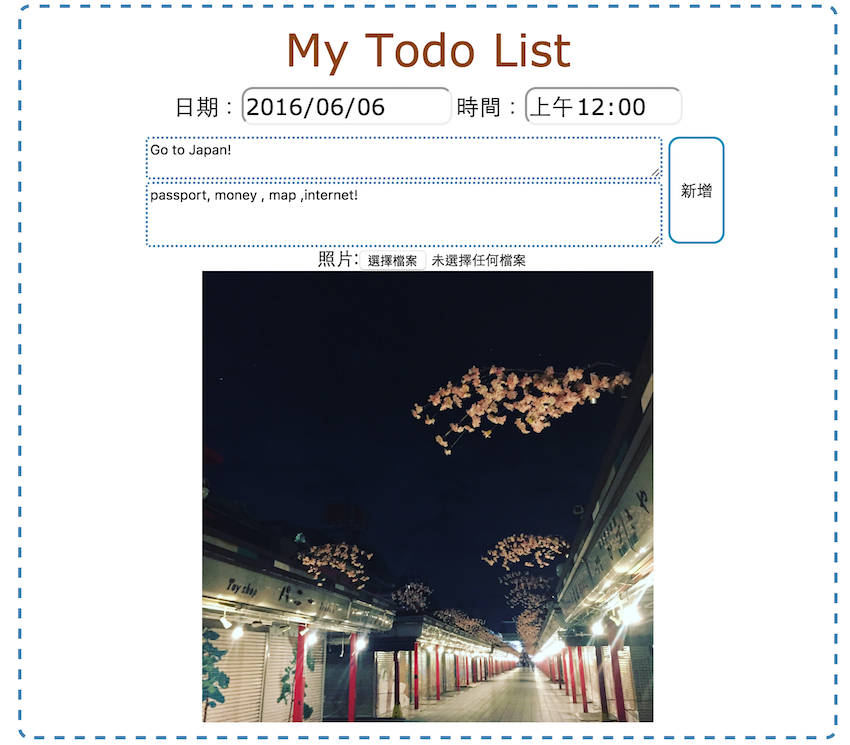 My Todo List
日期： 2016/06/06 時間： 上午12:00
Go to Japan!
新增
passport, money , map ,internet!
照片: 選擇檔案 未選擇任何檔案
Toy shop